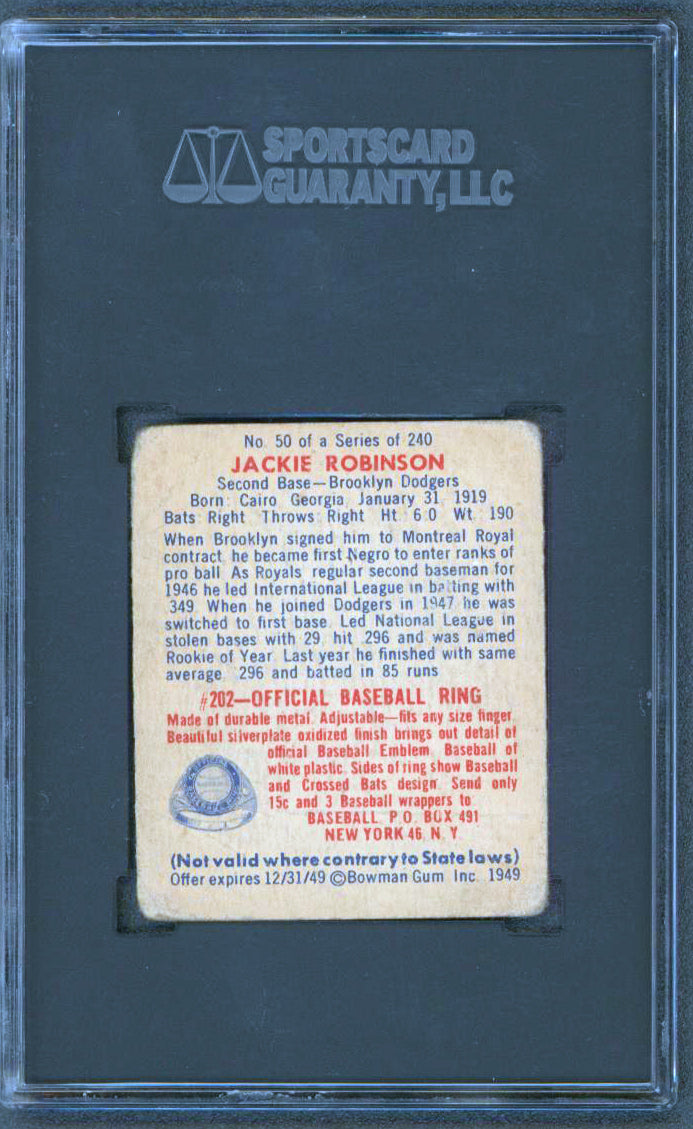 SPORTSCARD
GUARANTY, LLC
No. 50 of a Series of 240
JACKIE ROBINSON
Second Base—Brooklyn Dodgers
Born: Cairo Georgia January 31 1919
Bats: Right Throws: Right Ht 6:0 Wt. 190
When Brooklyn signed him to Montreal Royal
contract he became first Negro to enter ranks of
pro ball. As Royals' regular second baseman for
1946 he led International League in batting with
349. When he joined Dodgers in 1947 he was
switched to first base. Led National League in
stolen bases with 29, hit .296 and was named
Rookie of Year. Last year he finished with same
average .296 and batted in 85 runs
#202—OFFICIAL BASEBALL RING
Made of durable metal. Adjustable—fits any size finger.
Beautiful silverplate oxidized finish brings out detail of
official Baseball Emblem. Baseball of
white plastic. Sides of ring show Baseball
and Crossed Bats design. Send only
15c and 3 Baseball wrappers to
BASEBALL P.O. BOX 491
NEW YORK 46, N. Y.
(Not valid where contrary to State laws)
Offer expires 12/31/49 ©Bowman Gum Inc. 1949